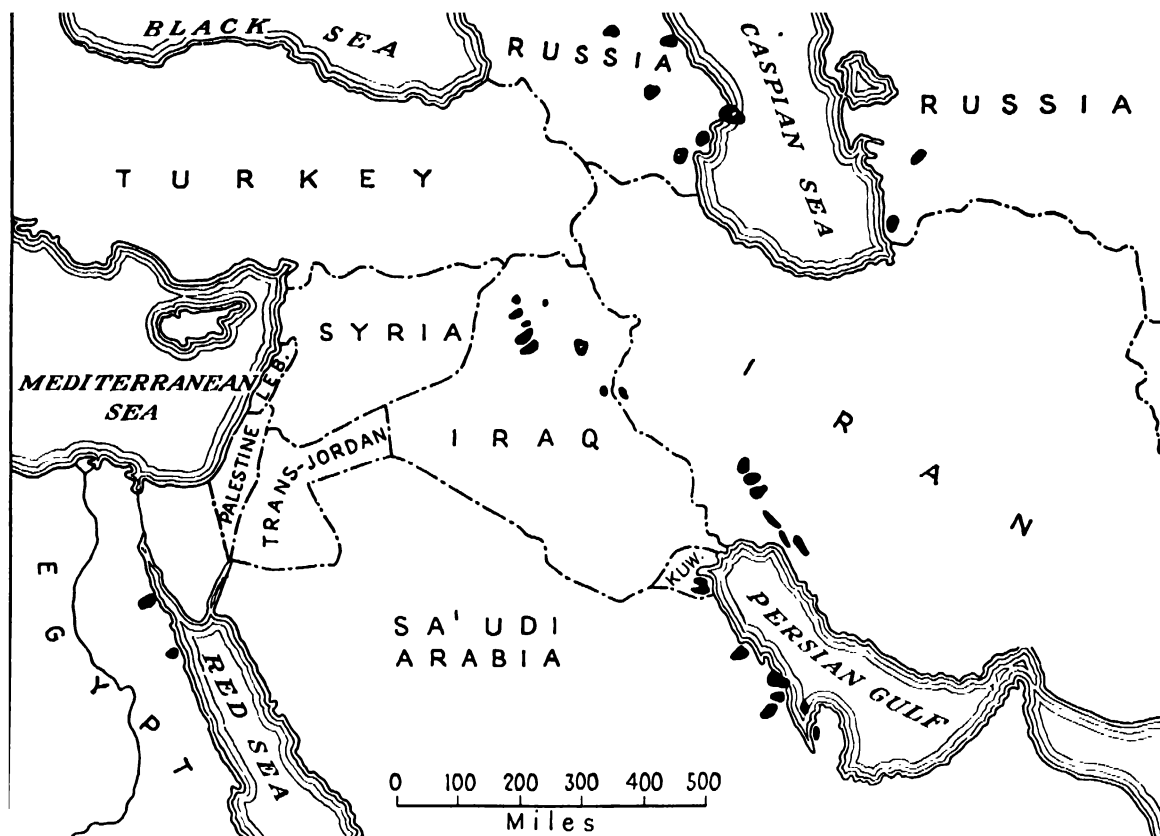 BLACK SEA
RUSSIA
CASPIAN SEA
RUSSIA
TURKEY
SYRIA
LEB.
MEDITERRANEAN
SEA
PALESTINE
TRANS-JORDAN
IRAQ
IRAN
EGYPT
KUW.
SA'UDI
ARABIA
PERSIAN GULF
RED SEA
0 100 200 300 400 500
Miles